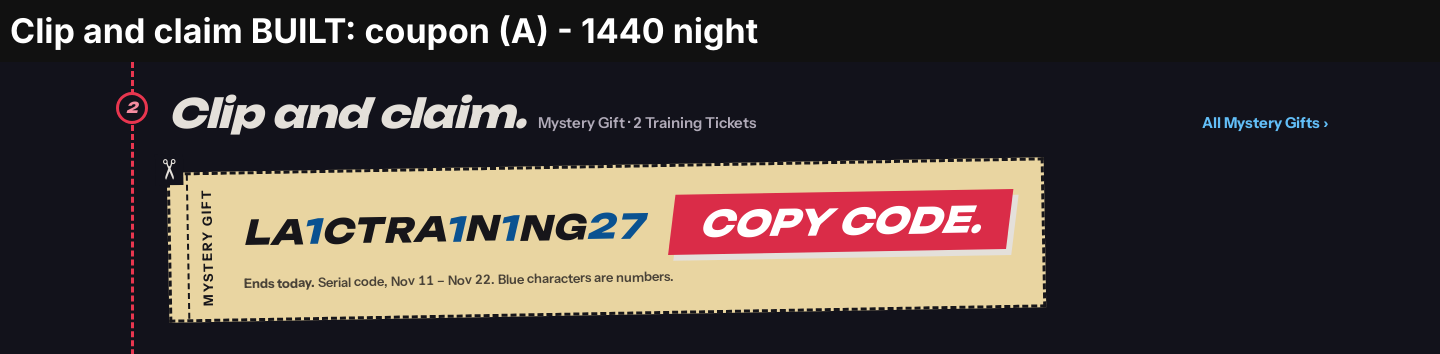 Clip and claim BUILT: coupon (A) - 1440 night
2
Clip and claim. Mystery Gift · 2 Training Tickets
All Mystery Gifts ›
MYSTERY GIFT
LA1CTRA1N1NG27
COPY CODE.
Ends today. Serial code, Nov 11 – Nov 22. Blue characters are numbers.